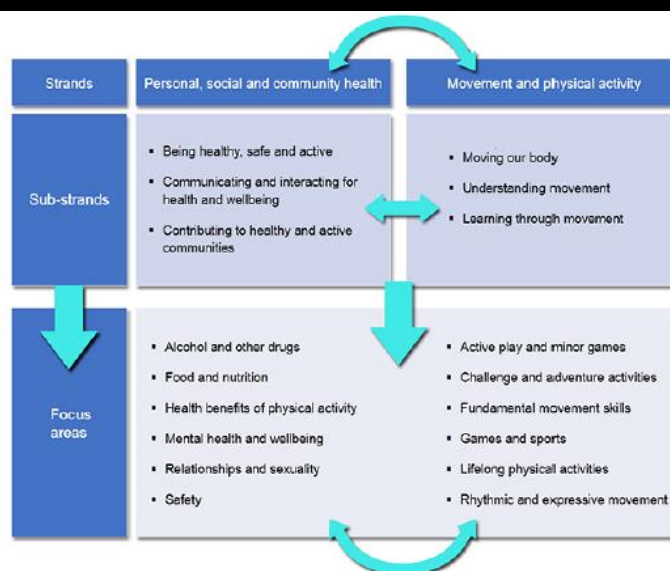 Strands
Personal, social and community health
Movement and physical activity
Sub-strands
▪ Being healthy, safe and active
▪ Communicating and interacting for
health and wellbeing
▪ Contributing to healthy and active
communities
▪ Moving our body
▪ Understanding movement
▪ Learning through movement
Focus
areas
▪ Alcohol and other drugs
▪ Food and nutrition
▪ Health benefits of physical activity
▪ Mental health and wellbeing
▪ Relationships and sexuality
▪ Safety
▪ Active play and minor games
▪ Challenge and adventure activities
▪ Fundamental movement skills
▪ Games and sports
▪ Lifelong physical activities
▪ Rhythmic and expressive movement